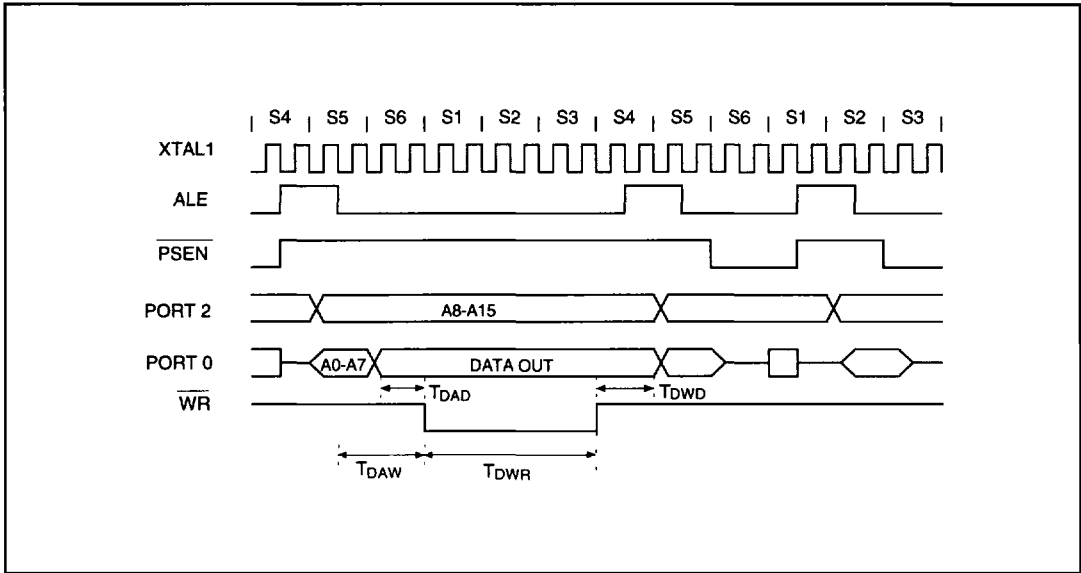 | S4 | S5 | S6 | S1 | S2 | S3 | S4 | S5 | S6 | S1 | S2 | S3 |
XTAL1
ALE
PSEN
PORT 2 A8-A15
PORT 0 A0-A7 DATA OUT
WR TDAD TDWD
TDAW TDWR